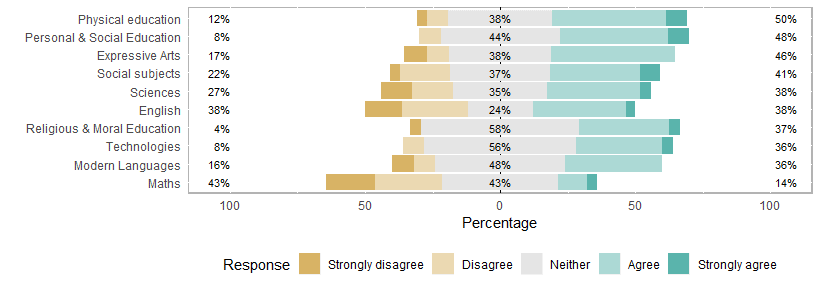 Physical education 12% 38% 50%
Personal & Social Education 8% 44% 48%
Expressive Arts 17% 38% 46%
Social subjects 22% 37% 41%
Sciences 27% 35% 38%
English 38% 24% 38%
Religious & Moral Education 4% 58% 37%
Technologies 8% 56% 36%
Modern Languages 16% 48% 36%
Maths 43% 43% 14%
100 50 0 50 100
Percentage
Response Strongly disagree Disagree Neither Agree Strongly agree